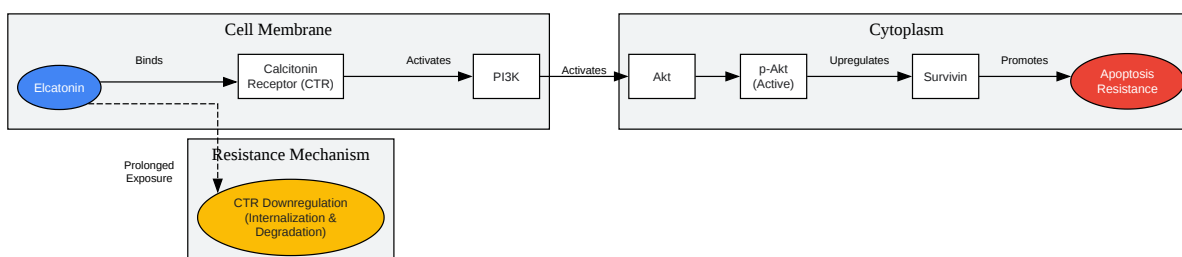 Cell Membrane
Elcatonin
Binds
Calcitonin
Receptor (CTR)
Activates
PI3K
Activates
Cytoplasm
Akt
p-Akt
(Active)
Upregulates
Survivin
Promotes
Apoptosis
Resistance
Prolonged
Exposure
Resistance Mechanism
CTR Downregulation
(Internalization &
Degradation)